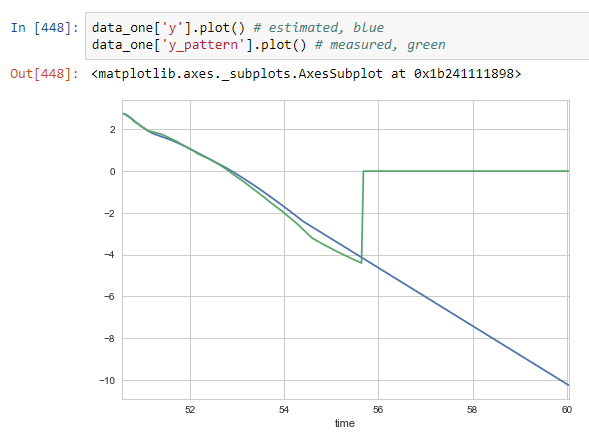 In [448]: data_one['y'].plot() # estimated, blue
data_one['y_pattern'].plot() # measured, green
Out[448]: <matplotlib.axes._subplots.AxesSubplot at 0x1b241111898>
2
0
−2
−4
−6
−8
−10
52 54 56 58 60
time